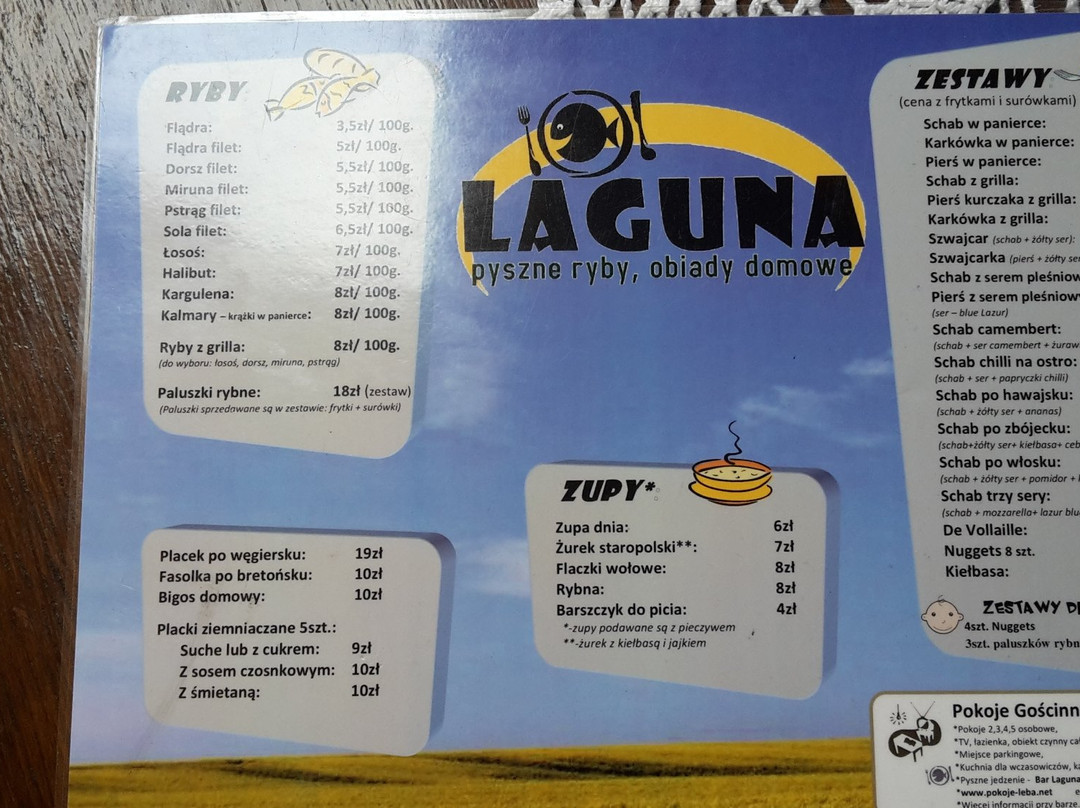 RYBY
Flądra: 3,5zł/ 100g.
Flądra filet: 5zł/ 100g.
Dorsz filet: 5,5zł/ 100g.
Miruna filet: 5,5zł/ 100g.
Pstrąg filet: 5,5zł/ 100g.
Sola filet: 6,5zł/ 100g.
Łosoś: 7zł/ 100g.
Halibut: 7zł/ 100g.
Kargulena: 8zł/ 100g.
Kalmary – krążki w panierce: 8zł/ 100g.
Ryby z grilla: 8zł/ 100g.
(do wyboru: łosoś, dorsz, miruna, pstrąg)
Paluszki rybne: 18zł (zestaw)
(Paluszki sprzedawane są w zestawie: frytki + surówki)
Placek po węgiersku: 19zł
Fasolka po bretońsku: 10zł
Bigos domowy: 10zł
Placki ziemniaczane 5szt.:
Suche lub z cukrem: 9zł
Z sosem czosnkowym: 10zł
Z śmietaną: 10zł
LAGUNA
pyszne ryby, obiady domowe
ZUPY*
Zupa dnia: 6zł
Żurek staropolski**: 7zł
Flaczki wołowe: 8zł
Rybna: 8zł
Barszczyk do picia: 4zł
*-zupy podawane są z pieczywem
**-żurek z kiełbasą i jajkiem
ZESTAWY
(cena z frytkami i surówkami)
Schab w panierce:
Karkówka w panierce:
Pierś w panierce:
Schab z grilla:
Pierś kurczaka z grilla:
Karkówka z grilla:
Szwajcar (schab + żółty ser):
Szwajcarka (pierś + żółty
Schab z serem
Pierś z serem
(ser – blue Lazur)
Schab camembert:
(schab + ser camembert +
Schab chilli na ostro:
(schab + ser + papryczki chilli)
Schab po hawajsku:
(schab + żółty ser + ananas)
Schab po zbójecku:
(schab+żółty ser+ kiełbasa+
Schab po włosku:
(schab + żółty ser + pomidor +
Schab trzy sery:
(schab + mozzarella+ lazur
De Vollaille:
Nuggets 8 szt.
Kiełbasa:
ZESTAWY
4szt. Nuggets
3szt. paluszków
Pokoje
*Pokoje 2,3,4,5 osobowe,
*TV, łazienka, obiekt czynny
*Miejsce parkingowe,
*Kuchnia dla wczasowiczów,
*Pyszne jedzenie - Bar Laguna
*www.pokoje-leba.net
*Więcej informacji przy